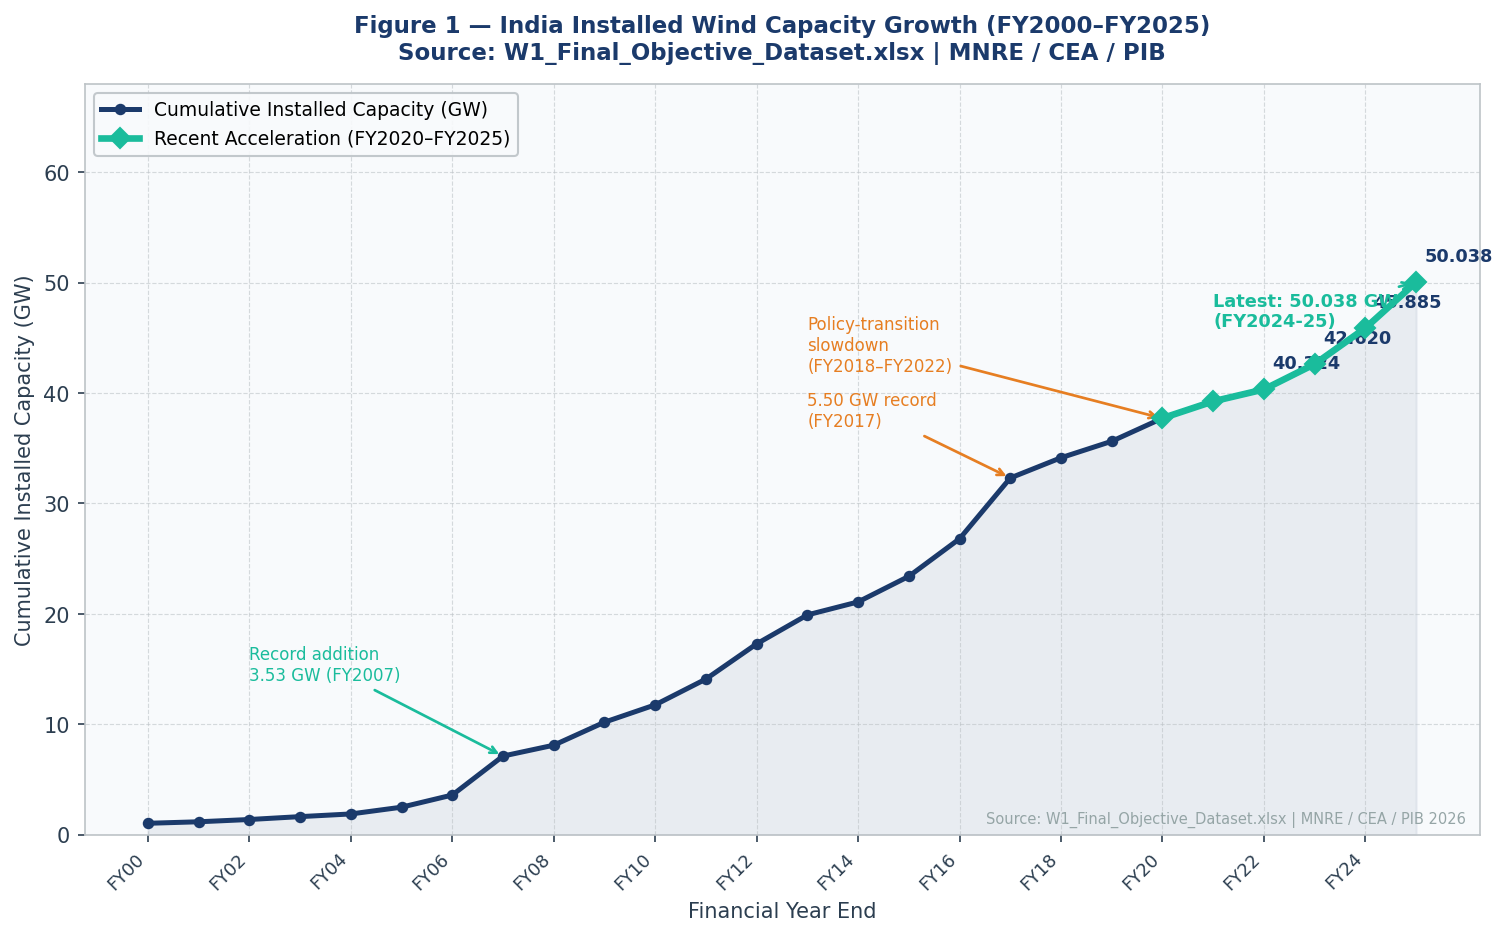 Figure 1 — India Installed Wind Capacity Growth (FY2000–FY2025)
Source: W1_Final_Objective_Dataset.xlsx | MNRE / CEA / PIB
Cumulative Installed Capacity (GW)
Recent Acceleration (FY2020–FY2025)
Cumulative Installed Capacity (GW)
60
50
40
30
20
10
0
50.038
Latest: 50.038 GW
(FY2024-25)
45.885
42.620
Policy-transition
slowdown
(FY2018–FY2022)
5.50 GW record
(FY2017)
Record addition
3.53 GW (FY2007)
Source: W1_Final_Objective_Dataset.xlsx | MNRE / CEA / PIB 2026
FY00
FY02
FY04
FY06
FY08
FY10
FY12
FY14
FY16
FY18
FY20
FY22
FY24
Financial Year End